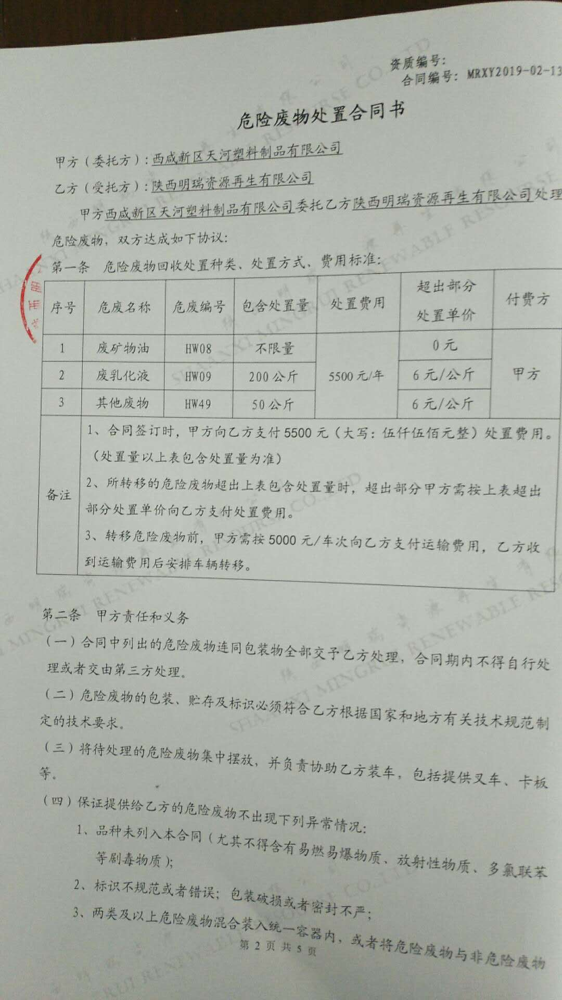 资质编号：
合同编号：MRXY2019-02-13
危险废物处置合同书
甲方（委托方）：西咸新区天河塑料制品有限公司
乙方（受托方）：陕西明瑞资源再生有限公司
甲方西咸新区天河塑料制品有限公司委托乙方陕西明瑞资源再生有限公司处理
危险废物，双方达成如下协议：
第一条 危险废物回收处置种类、处置方式、费用标准：
序号 危废名称 危废编号 包含处置量 处置费用 超出部分处置单价 付费方
1 废矿物油 HW08 不限量 5500元/年 0元 甲方
2 废乳化液 HW09 200公斤 6元/公斤
3 其他废物 HW49 50公斤 6元/公斤
备注
1、合同签订时，甲方向乙方支付5500元（大写：伍仟伍佰元整）处置费用。
（处置量以上表包含处置量为准）
2、所转移的危险废物超出上表包含处置量时，超出部分甲方需按上表超出
部分处置单价向乙方支付处置费用。
3、转移危险废物前，甲方需按5000元/车次向乙方支付运输费用，乙方收
到运输费用后安排车辆转移。
第二条 甲方责任和义务
（一）合同中列出的危险废物连同包装物全部交予乙方处理，合同期内不得自行处
理或者交由第三方处理。
（二）危险废物的包装、贮存及标识必须符合乙方根据国家和地方有关技术规范制
定的技术要求。
（三）将待处理的危险废物集中摆放，并负责协助乙方装车，包括提供叉车、卡板
等。
（四）保证提供给乙方的危险废物不出现下列异常情况：
1、品种未列入本合同（尤其不得含有易燃易爆物质、放射性物质、多氯联苯
等剧毒物质）；
2、标识不规范或者错误；包装破损或者密封不严；
3、两类及以上危险废物混合装入统一容器内，或者将危险废物与非危险废物
第 2 页 共 5 页